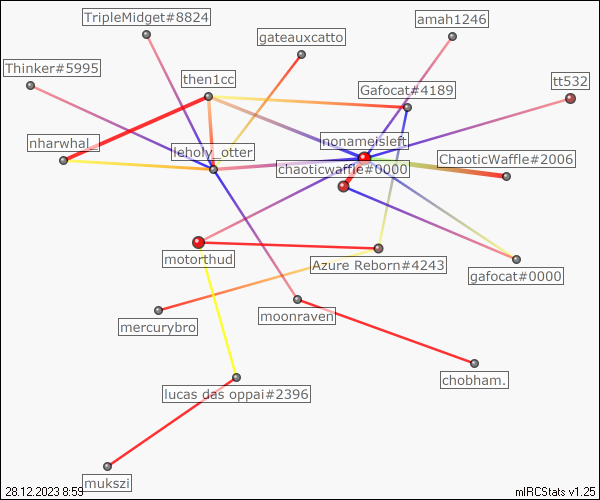 TripleMidget#8824
amah1246
gateauxcatto
Thinker#5995
then1cc
tt532
Gafocat#4189
nharwhal_
nonameisleft
leholy_otter
ChaoticWaffle#2006
chaoticwaffle#0000
motorthud
Azure Reborn#4243
gafocat#0000
mercurybro
moonraven
chobham.
lucas das oppai#2396
mukszi
28.12.2023 8:59
mIRCStats v1.25